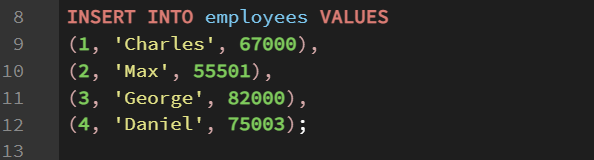 8 INSERT INTO employees VALUES
9 (1, 'Charles', 67000),
10 (2, 'Max', 55501),
11 (3, 'George', 82000),
12 (4, 'Daniel', 75003);
13